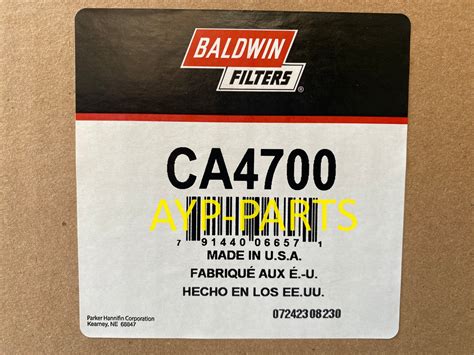 BALDWIN
FILTERS®
CA4700
AYP-PARTS
7 91440 06657 1
MADE IN U.S.A.
FABRIQUÉ AUX É.-U.
HECHO EN LOS EE.UU.
Parker Hannifin Corporation
Kearney, NE 68847
07242308230